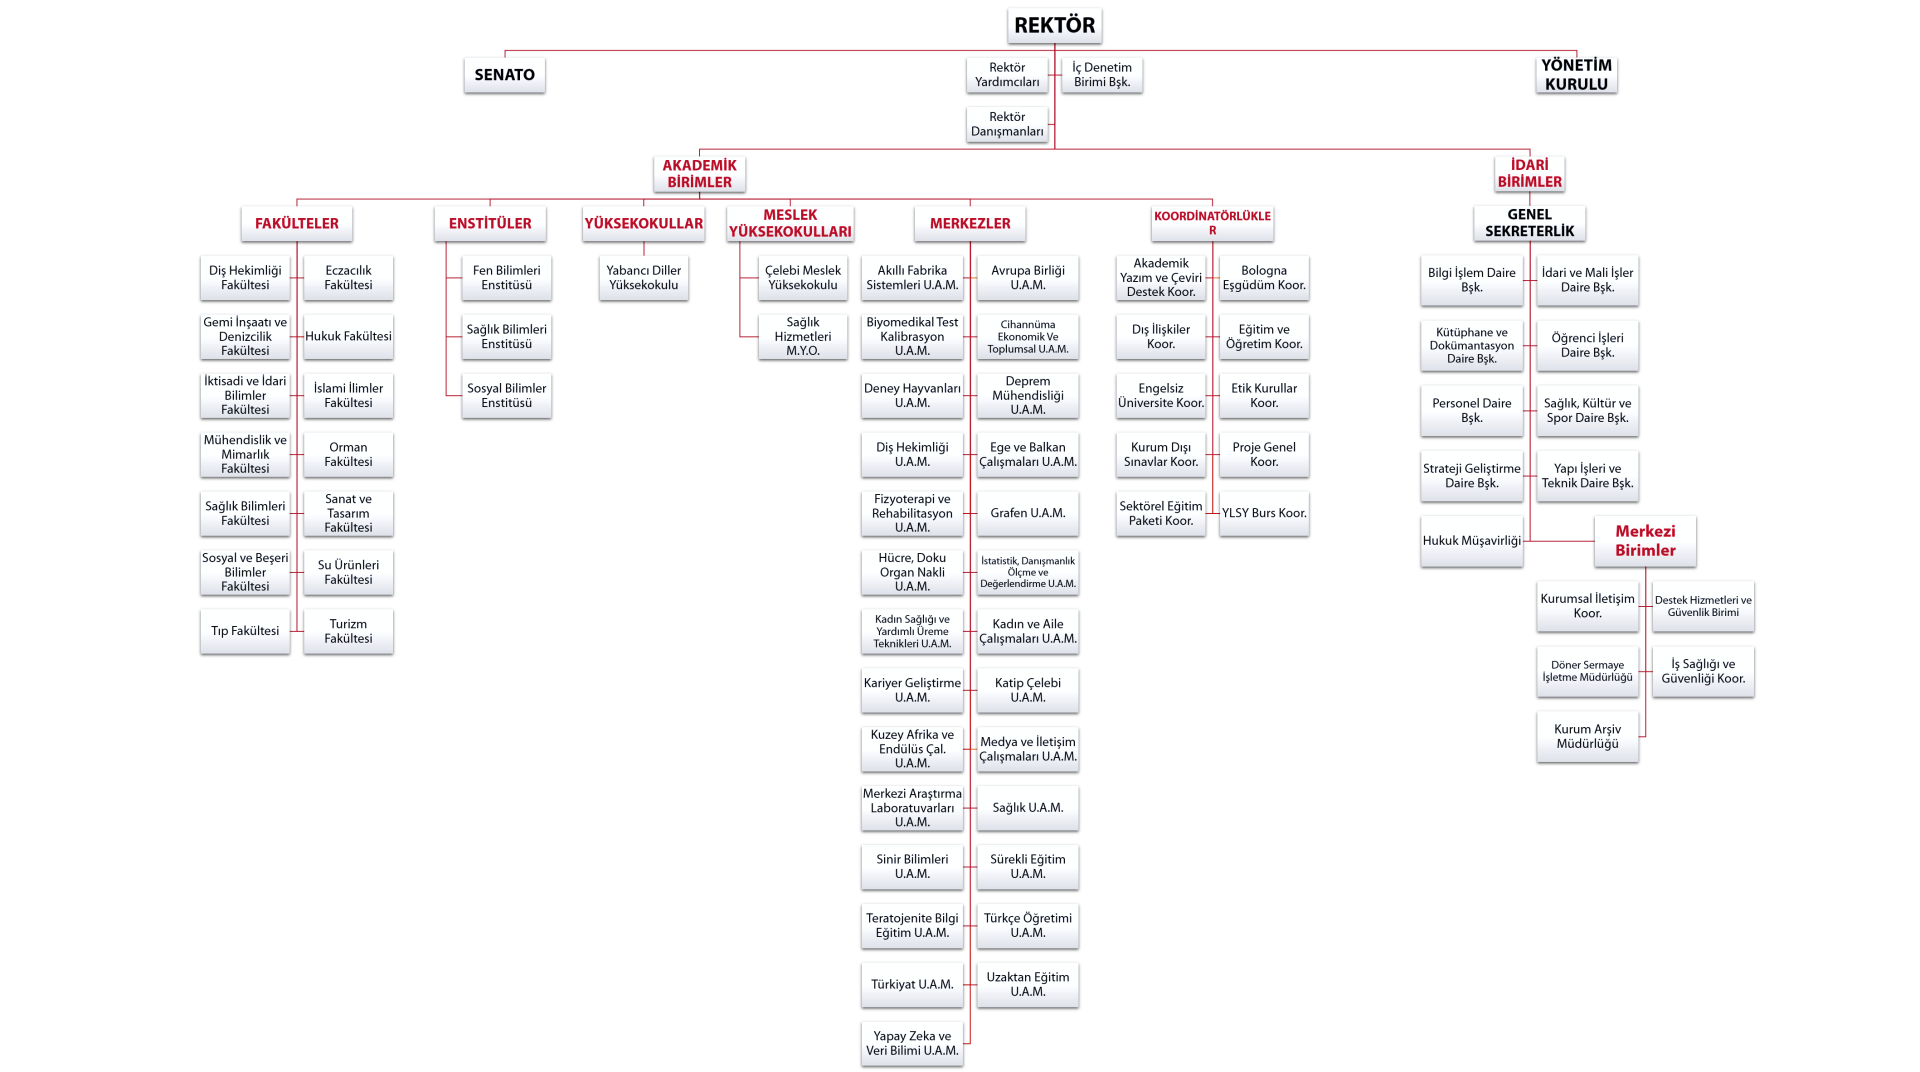 REKTÖR
SENATO
Rektör
Yardımcıları
İç Denetim
Birimi Bşk.
YÖNETİM
KURULU
Rektör
Danışmanları
AKADEMİK
BİRİMLER
İDARİ
BİRİMLER
FAKÜLTELER
ENSTİTÜLER
YÜKSEKOKULLAR
MESLEK
YÜKSEKOKULLARI
MERKEZLER
KOORDİNATÖRLÜKLE
R
GENEL
SEKRETERLİK
Diş Hekimliği
Fakültesi
Eczacılık
Fakültesi
Gemi İnşaatı ve
Denizcilik
Fakültesi
Hukuk Fakültesi
İktisadi ve İdari
Bilimler
Fakültesi
İslami İlimler
Fakültesi
Mühendislik ve
Mimarlık
Fakültesi
Orman
Fakültesi
Sağlık Bilimleri
Fakültesi
Sanat ve
Tasarım
Fakültesi
Sosyal ve Beşeri
Bilimler
Fakültesi
Su Ürünleri
Fakültesi
Tıp Fakültesi
Turizm
Fakültesi
Fen Bilimleri
Enstitüsü
Sağlık Bilimleri
Enstitüsü
Sosyal Bilimler
Enstitüsü
Yabancı Diller
Yüksekokulu
Çelebi Meslek
Yüksekokulu
Sağlık
Hizmetleri
M.Y.O.
Akıllı Fabrika
Sistemleri U.A.M.
Avrupa Birliği
U.A.M.
Biyomedikal Test
Kalibrasyon
U.A.M.
Cihannüma
Ekonomik Ve
Toplumsal U.A.M.
Deney Hayvanları
U.A.M.
Deprem
Mühendisliği
U.A.M.
Diş Hekimliği
U.A.M.
Ege ve Balkan
Çalışmaları U.A.M.
Fizyoterapi ve
Rehabilitasyon
U.A.M.
Grafen U.A.M.
Hücre, Doku
Organ Nakli
U.A.M.
İstatistik, Danışmanlık
Ölçme ve
Değerlendirme U.A.M.
Kadın Sağlığı ve
Yardımlı Üreme
Teknikleri U.A.M.
Kadın ve Aile
Çalışmaları U.A.M.
Kariyer Geliştirme
U.A.M.
Katip Çelebi
U.A.M.
Kuzey Afrika ve
Endülüs Çal.
U.A.M.
Medya ve İletişim
Çalışmaları U.A.M.
Merkezi Araştırma
Laboratuvarları
U.A.M.
Sağlık U.A.M.
Sinir Bilimleri
U.A.M.
Sürekli Eğitim
U.A.M.
Teratojenite Bilgi
Eğitim U.A.M.
Türkçe Öğretimi
U.A.M.
Türkiyat U.A.M.
Uzaktan Eğitim
U.A.M.
Yapay Zeka ve
Veri Bilimi U.A.M.
Akademik
Yazım ve Çeviri
Destek Koor.
Bologna
Eşgüdüm Koor.
Dış İlişkiler
Koor.
Eğitim ve
Öğretim Koor.
Engelsiz
Üniversite Koor.
Etik Kurullar
Koor.
Kurum Dışı
Sınavlar Koor.
Proje Genel
Koor.
Sektörel Eğitim
Paketi Koor.
YLSY Burs Koor.
Bilgi İşlem Daire
Bşk.
İdari ve Mali İşler
Daire Bşk.
Kütüphane ve
Dokümantasyon
Daire Bşk.
Öğrenci İşleri
Daire Bşk.
Personel Daire
Bşk.
Sağlık, Kültür ve
Spor Daire Bşk.
Strateji Geliştirme
Daire Bşk.
Yapı İşleri ve
Teknik Daire Bşk.
Hukuk Müşavirliği
Merkezi
Birimler
Kurumsal İletişim
Koor.
Destek Hizmetleri ve
Güvenlik Birimi
Döner Sermaye
İşletme Müdürlüğü
İş Sağlığı ve
Güvenliği Koor.
Kurum Arşiv
Müdürlüğü